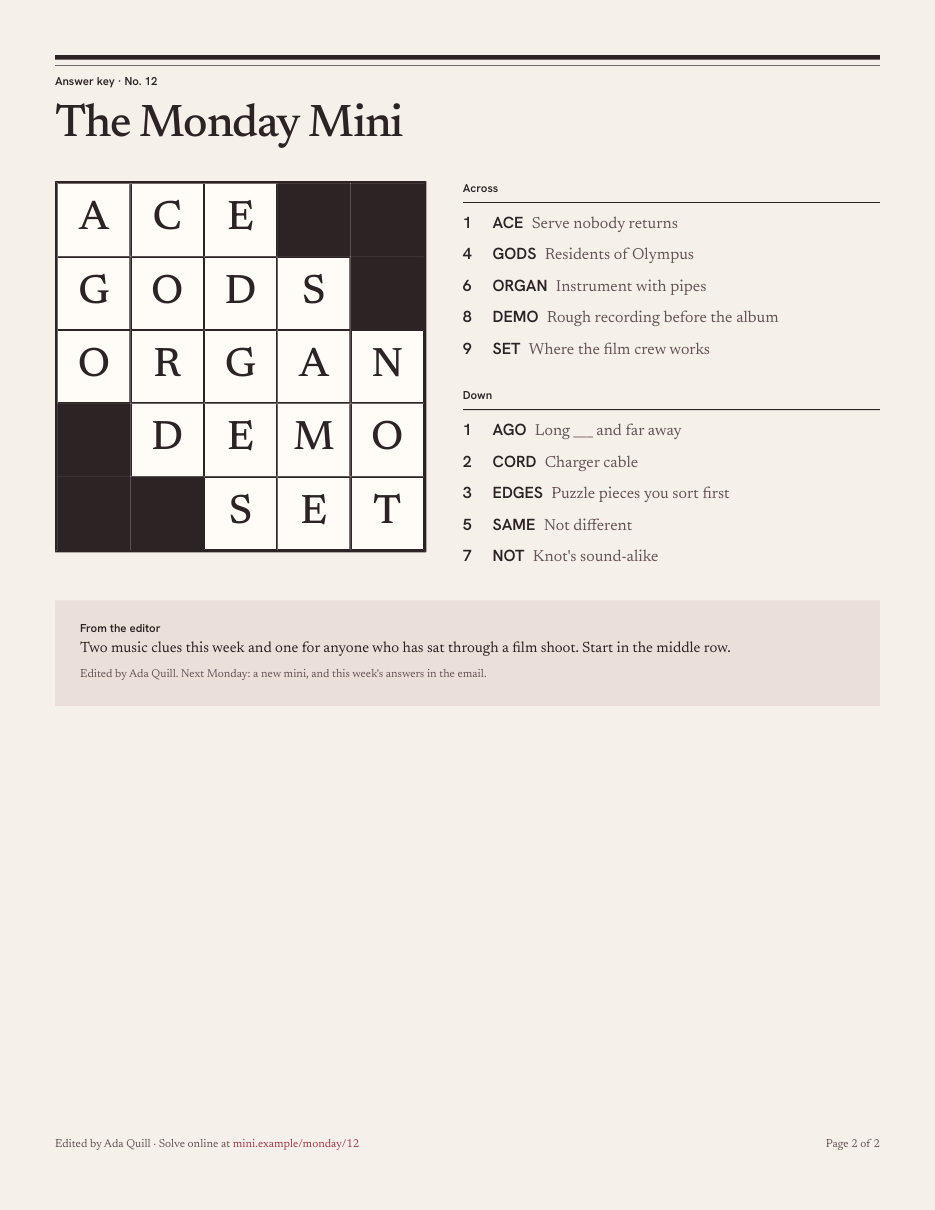 Answer key · No. 12
The Monday Mini
A C E
G O D S
O R G A N
D E M O
S E T
Across
1 ACE Serve nobody returns
4 GODS Residents of Olympus
6 ORGAN Instrument with pipes
8 DEMO Rough recording before the album
9 SET Where the film crew works
Down
1 AGO Long ___ and far away
2 CORD Charger cable
3 EDGES Puzzle pieces you sort first
5 SAME Not different
7 NOT Knot's sound-alike
From the editor
Two music clues this week and one for anyone who has sat through a film shoot. Start in the middle row.
Edited by Ada Quill. Next Monday: a new mini, and this week's answers in the email.
Edited by Ada Quill · Solve online at mini.example/monday/12
Page 2 of 2